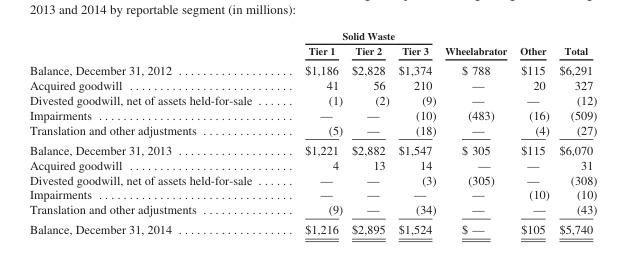 2013 and 2014 by reportable segment (in millions):
Solid Waste
Tier 1 Tier 2 Tier 3 Wheelabrator Other Total
Balance, December 31, 2012 . . . . . . . . . . . . . . . . . . . $1,186 $2,828 $1,374 $ 788 $115 $6,291
Acquired goodwill . . . . . . . . . . . . . . . . . . . . . . . . . . . 41 56 210 — 20 327
Divested goodwill, net of assets held-for-sale . . . . . . (1) (2) (9) — — (12)
Impairments . . . . . . . . . . . . . . . . . . . . . . . . . . . . . . . . — — (10) (483) (16) (509)
Translation and other adjustments . . . . . . . . . . . . . . . (5) — (18) — (4) (27)
Balance, December 31, 2013 . . . . . . . . . . . . . . . . . . . $1,221 $2,882 $1,547 $ 305 $115 $6,070
Acquired goodwill . . . . . . . . . . . . . . . . . . . . . . . . . . . 4 13 14 — — 31
Divested goodwill, net of assets held-for-sale . . . . . . — — (3) (305) — (308)
Impairments . . . . . . . . . . . . . . . . . . . . . . . . . . . . . . . . — — — — (10) (10)
Translation and other adjustments . . . . . . . . . . . . . . . (9) — (34) — — (43)
Balance, December 31, 2014 . . . . . . . . . . . . . . . . . . . $1,216 $2,895 $1,524 $ — $105 $5,740